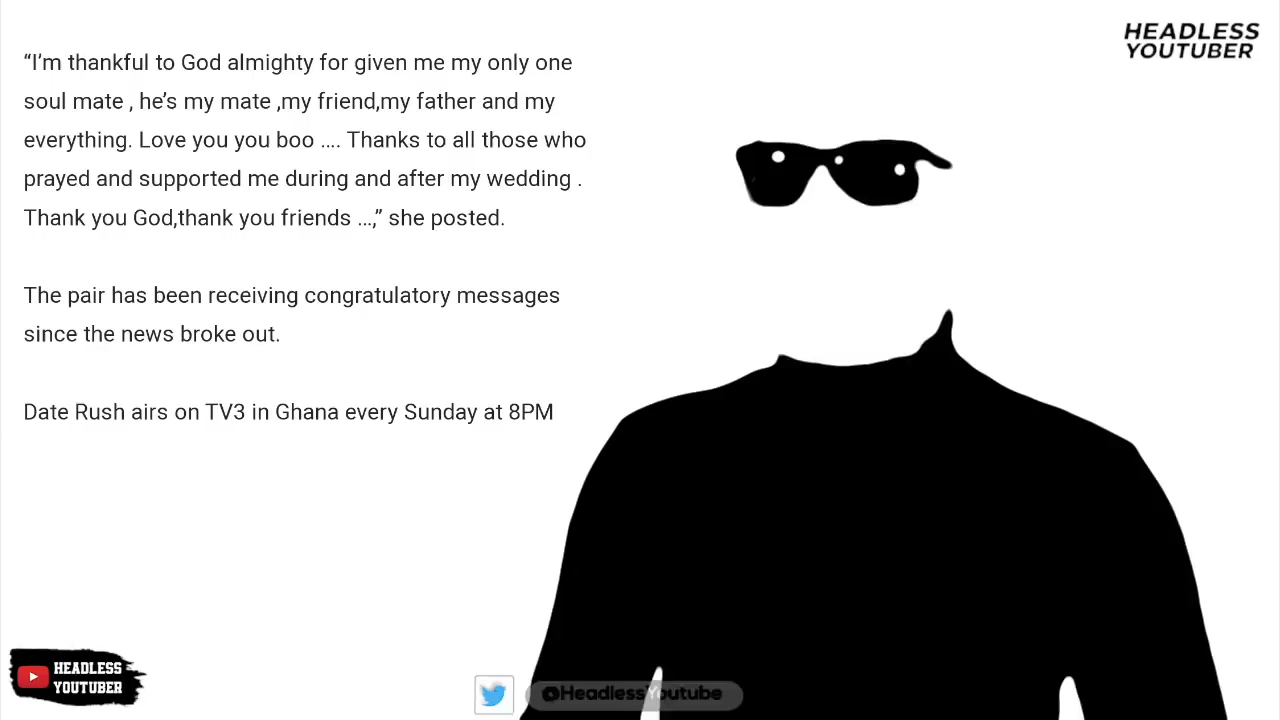 HEADLESS
YOUTUBER
“I’m thankful to God almighty for given me my only one
soul mate , he’s my mate ,my friend,my father and my
everything. Love you you boo …. Thanks to all those who
prayed and supported me during and after my wedding .
Thank you God,thank you friends …,” she posted.
The pair has been receiving congratulatory messages
since the news broke out.
Date Rush airs on TV3 in Ghana every Sunday at 8PM
HEADLESS
YOUTUBER
@HeadlessYoutube